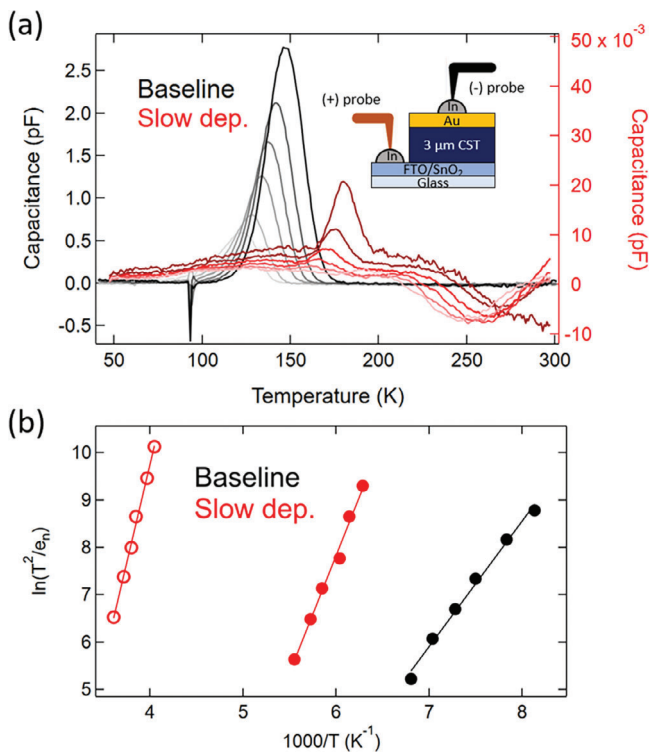 (a)
Baseline
Slow dep.
(+) probe
(-) probe
In
In
Au
3 µm CST
FTO/SnO₂
Glass
Capacitance (pF)
2.5
2.0
1.5
1.0
0.5
0.0
-0.5
50 x 10⁻³
40
30
20
10
0
-10
Capacitance
(pF)
50
100
150
200
250
300
Temperature (K)
(b)
Baseline
Slow dep.
ln(T²/eₙ)
10
9
8
7
6
5
4
5
6
7
8
1000/T (K⁻¹)